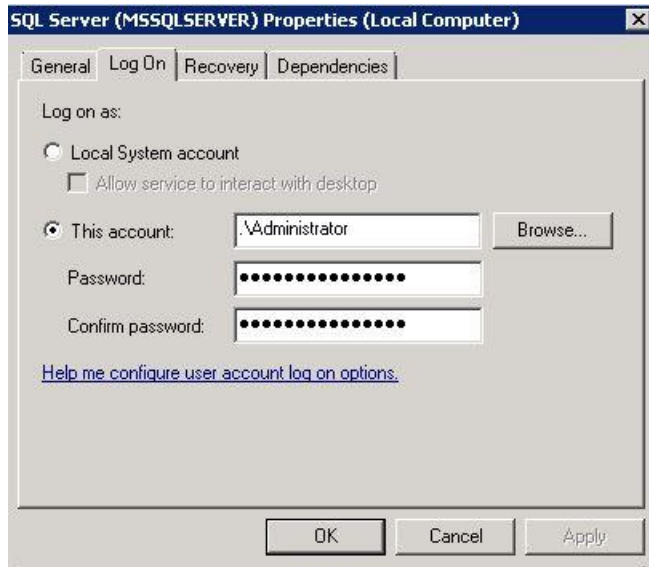 SQL Server (MSSQLSERVER) Properties (Local Computer)
General Log On Recovery Dependencies
Log on as:
Local System account
Allow service to interact with desktop
This account: .\Administrator Browse...
Password: •••••••••••••••
Confirm password: •••••••••••••••
Help me configure user account log on options.
OK Cancel Apply